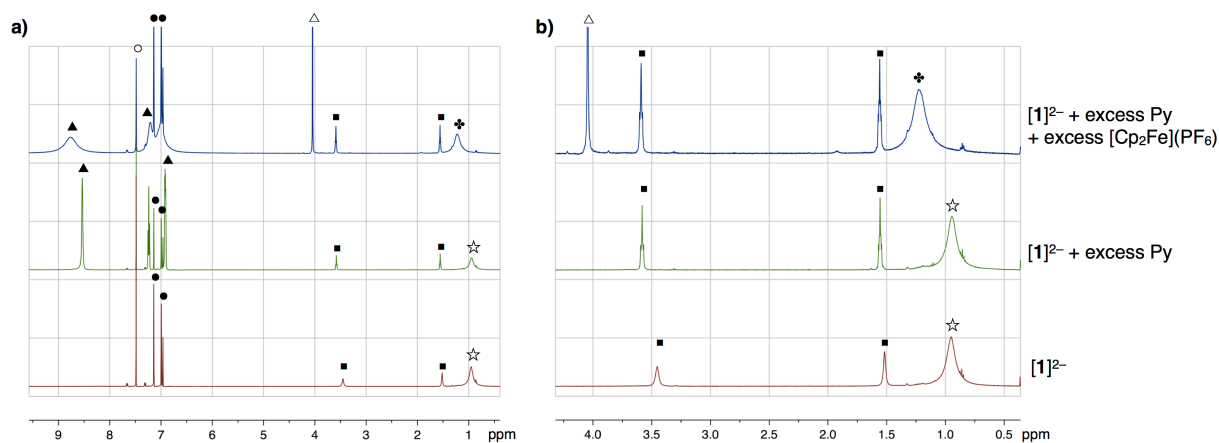 a)
b)
[1]²⁻ + excess Py
+ excess [Cp₂Fe](PF₆)
[1]²⁻ + excess Py
[1]²⁻
9 8 7 6 5 4 3 2 1 ppm
4.0 3.5 3.0 2.5 2.0 1.5 1.0 ppm